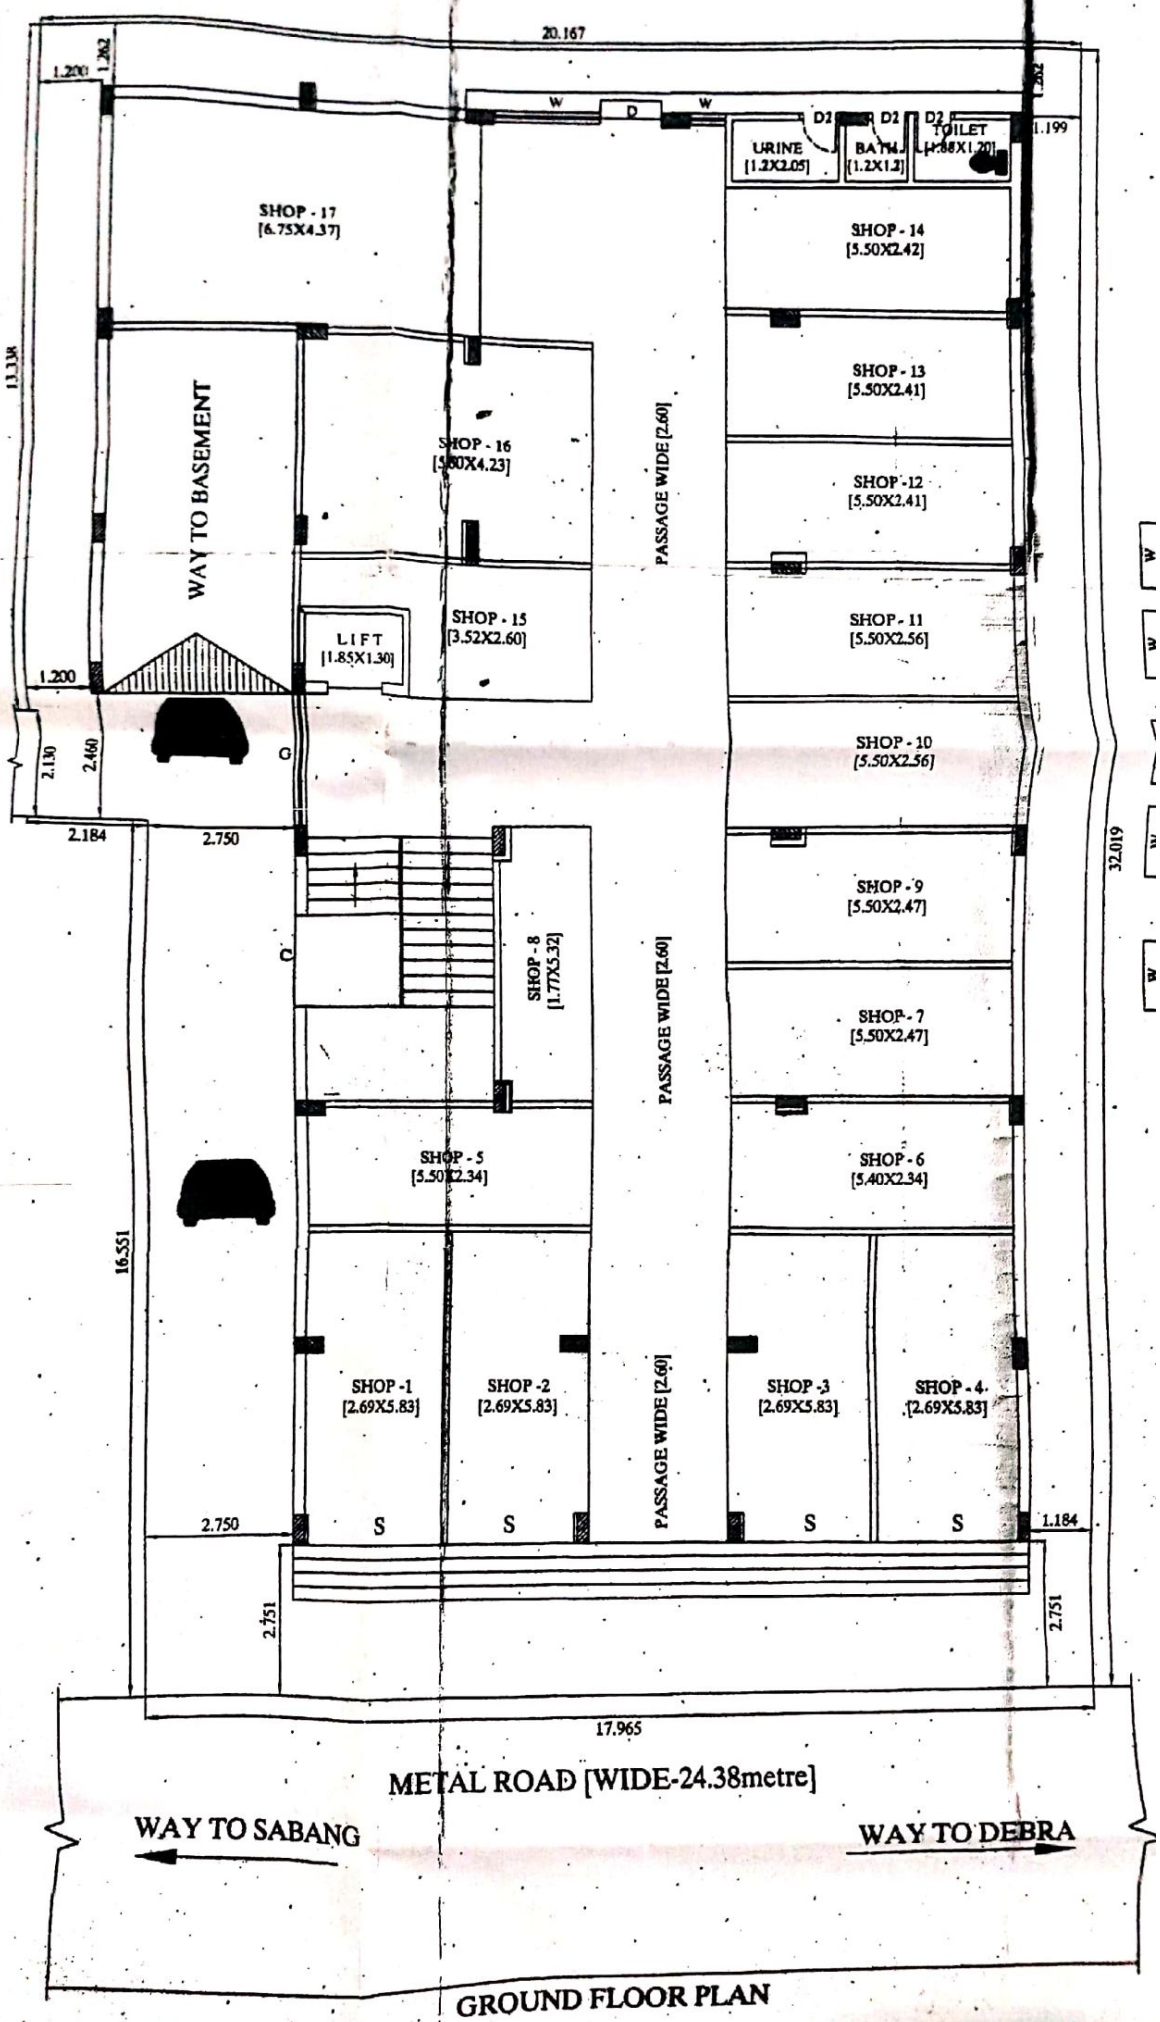 20.167
1.200
1.262
1.199
W
D
W
D2
D2
D2
URINE
[1.2X2.05]
BATH
[1.2X1.2]
TOILET
[1.88X1.20]
SHOP - 17
[6.75X4.37]
SHOP - 14
[5.50X2.42]
13.338
WAY TO BASEMENT
SHOP - 16
X4.23]
PASSAGE WIDE [2.60]
SHOP - 13
[5.50X2.41]
SHOP -12
[5.50X2.41]
W
LIFT
[1.85X1.30]
SHOP - 15
[3.52X2.60]
SHOP - 11
[5.50X2.56]
W
1.200
2.130
2.460
G
SHOP - 10
[5.50X2.56]
2.184
2.750
32.019
W
SHOP - 9
[5.50X2.47]
C
SHOP - 8
[1.77X5.32]
PASSAGE WIDE [2.60]
W
SHOP - 7
[5.50X2.47]
SHOP - 5
[5.50X2.34]
SHOP - 6
[5.40X2.34]
16.551
SHOP -1
[2.69X5.83]
SHOP -2
[2.69X5.83]
PASSAGE WIDE [2.60]
SHOP -3
[2.69X5.83]
SHOP - 4
[2.69X5.83]
2.750
S
S
S
S
1.184
2.751
2.751
17.965
METAL ROAD [WIDE-24.38metre]
WAY TO SABANG
WAY TO DEBRA
GROUND FLOOR PLAN